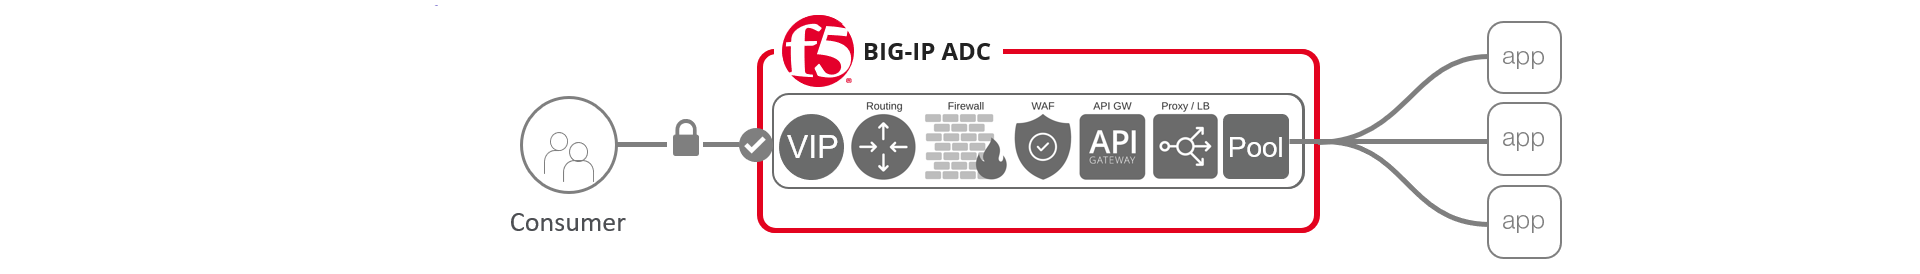 f5
BIG-IP ADC
Routing
Firewall
WAF
API GW
Proxy / LB
VIP
API
GATEWAY
Pool
Consumer
app
app
app